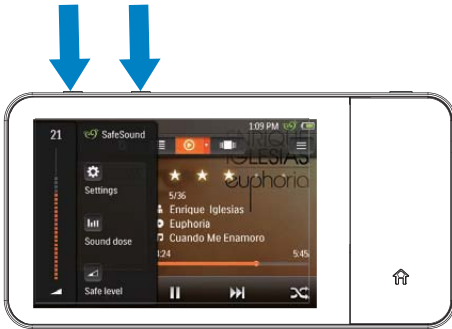 21
SafeSound
1:09 PM
ENRIQUE
IGLESIAS
euphoria
Settings
5/36
Enrique Iglesias
Euphoria
Sound dose
Cuando Me Enamoro
5:45
Safe level